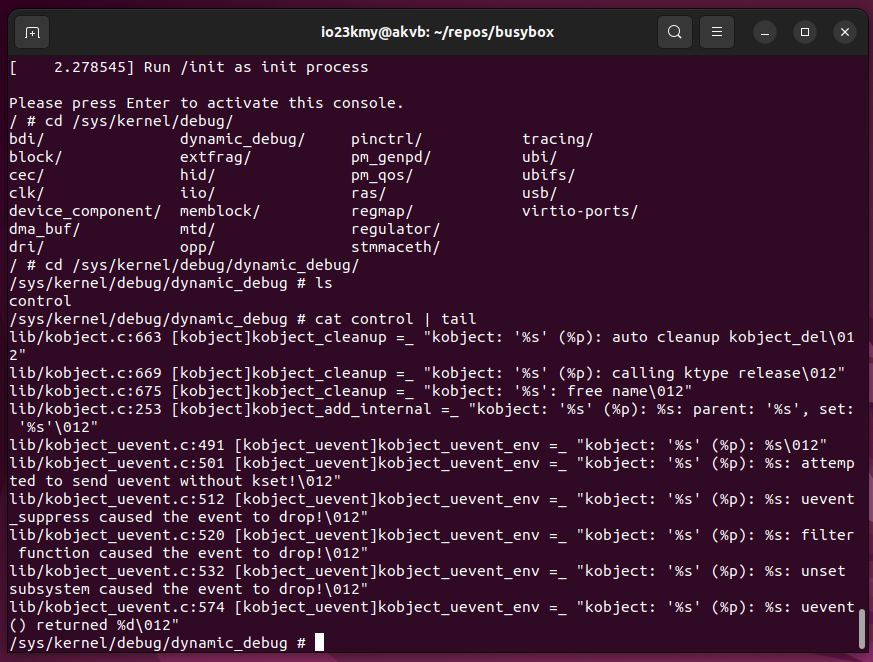 io23kmy@akvb: ~/repos/busybox
[    2.278545] Run /init as init process
Please press Enter to activate this console.
/ # cd /sys/kernel/debug/
bdi/               dynamic_debug/     pinctrl/           tracing/
block/             extfrag/           pm_genpd/          ubi/
cec/               hid/               pm_qos/            ubifs/
clk/               iio/               ras/               usb/
device_component/  memblock/          regmap/            virtio-ports/
dma_buf/           mtd/               regulator/
dri/               opp/               stmmaceth/
/ # cd /sys/kernel/debug/dynamic_debug/
/sys/kernel/debug/dynamic_debug # ls
control
/sys/kernel/debug/dynamic_debug # cat control | tail
lib/kobject.c:663 [kobject]kobject_cleanup =_ "kobject: '%s' (%p): auto cleanup kobject_del\01
2"
lib/kobject.c:669 [kobject]kobject_cleanup =_ "kobject: '%s' (%p): calling ktype release\012"
lib/kobject.c:675 [kobject]kobject_cleanup =_ "kobject: '%s': free name\012"
lib/kobject.c:253 [kobject]kobject_add_internal =_ "kobject: '%s' (%p): %s: parent: '%s', set:
 '%s'\012"
lib/kobject_uevent.c:491 [kobject_uevent]kobject_uevent_env =_ "kobject: '%s' (%p): %s\012"
lib/kobject_uevent.c:501 [kobject_uevent]kobject_uevent_env =_ "kobject: '%s' (%p): %s: attemp
ted to send uevent without kset!\012"
lib/kobject_uevent.c:512 [kobject_uevent]kobject_uevent_env =_ "kobject: '%s' (%p): %s: uevent
_suppress caused the event to drop!\012"
lib/kobject_uevent.c:520 [kobject_uevent]kobject_uevent_env =_ "kobject: '%s' (%p): %s: filter
 function caused the event to drop!\012"
lib/kobject_uevent.c:532 [kobject_uevent]kobject_uevent_env =_ "kobject: '%s' (%p): %s: unset 
subsystem caused the event to drop!\012"
lib/kobject_uevent.c:574 [kobject_uevent]kobject_uevent_env =_ "kobject: '%s' (%p): %s: uevent
() returned %d\012"
/sys/kernel/debug/dynamic_debug #